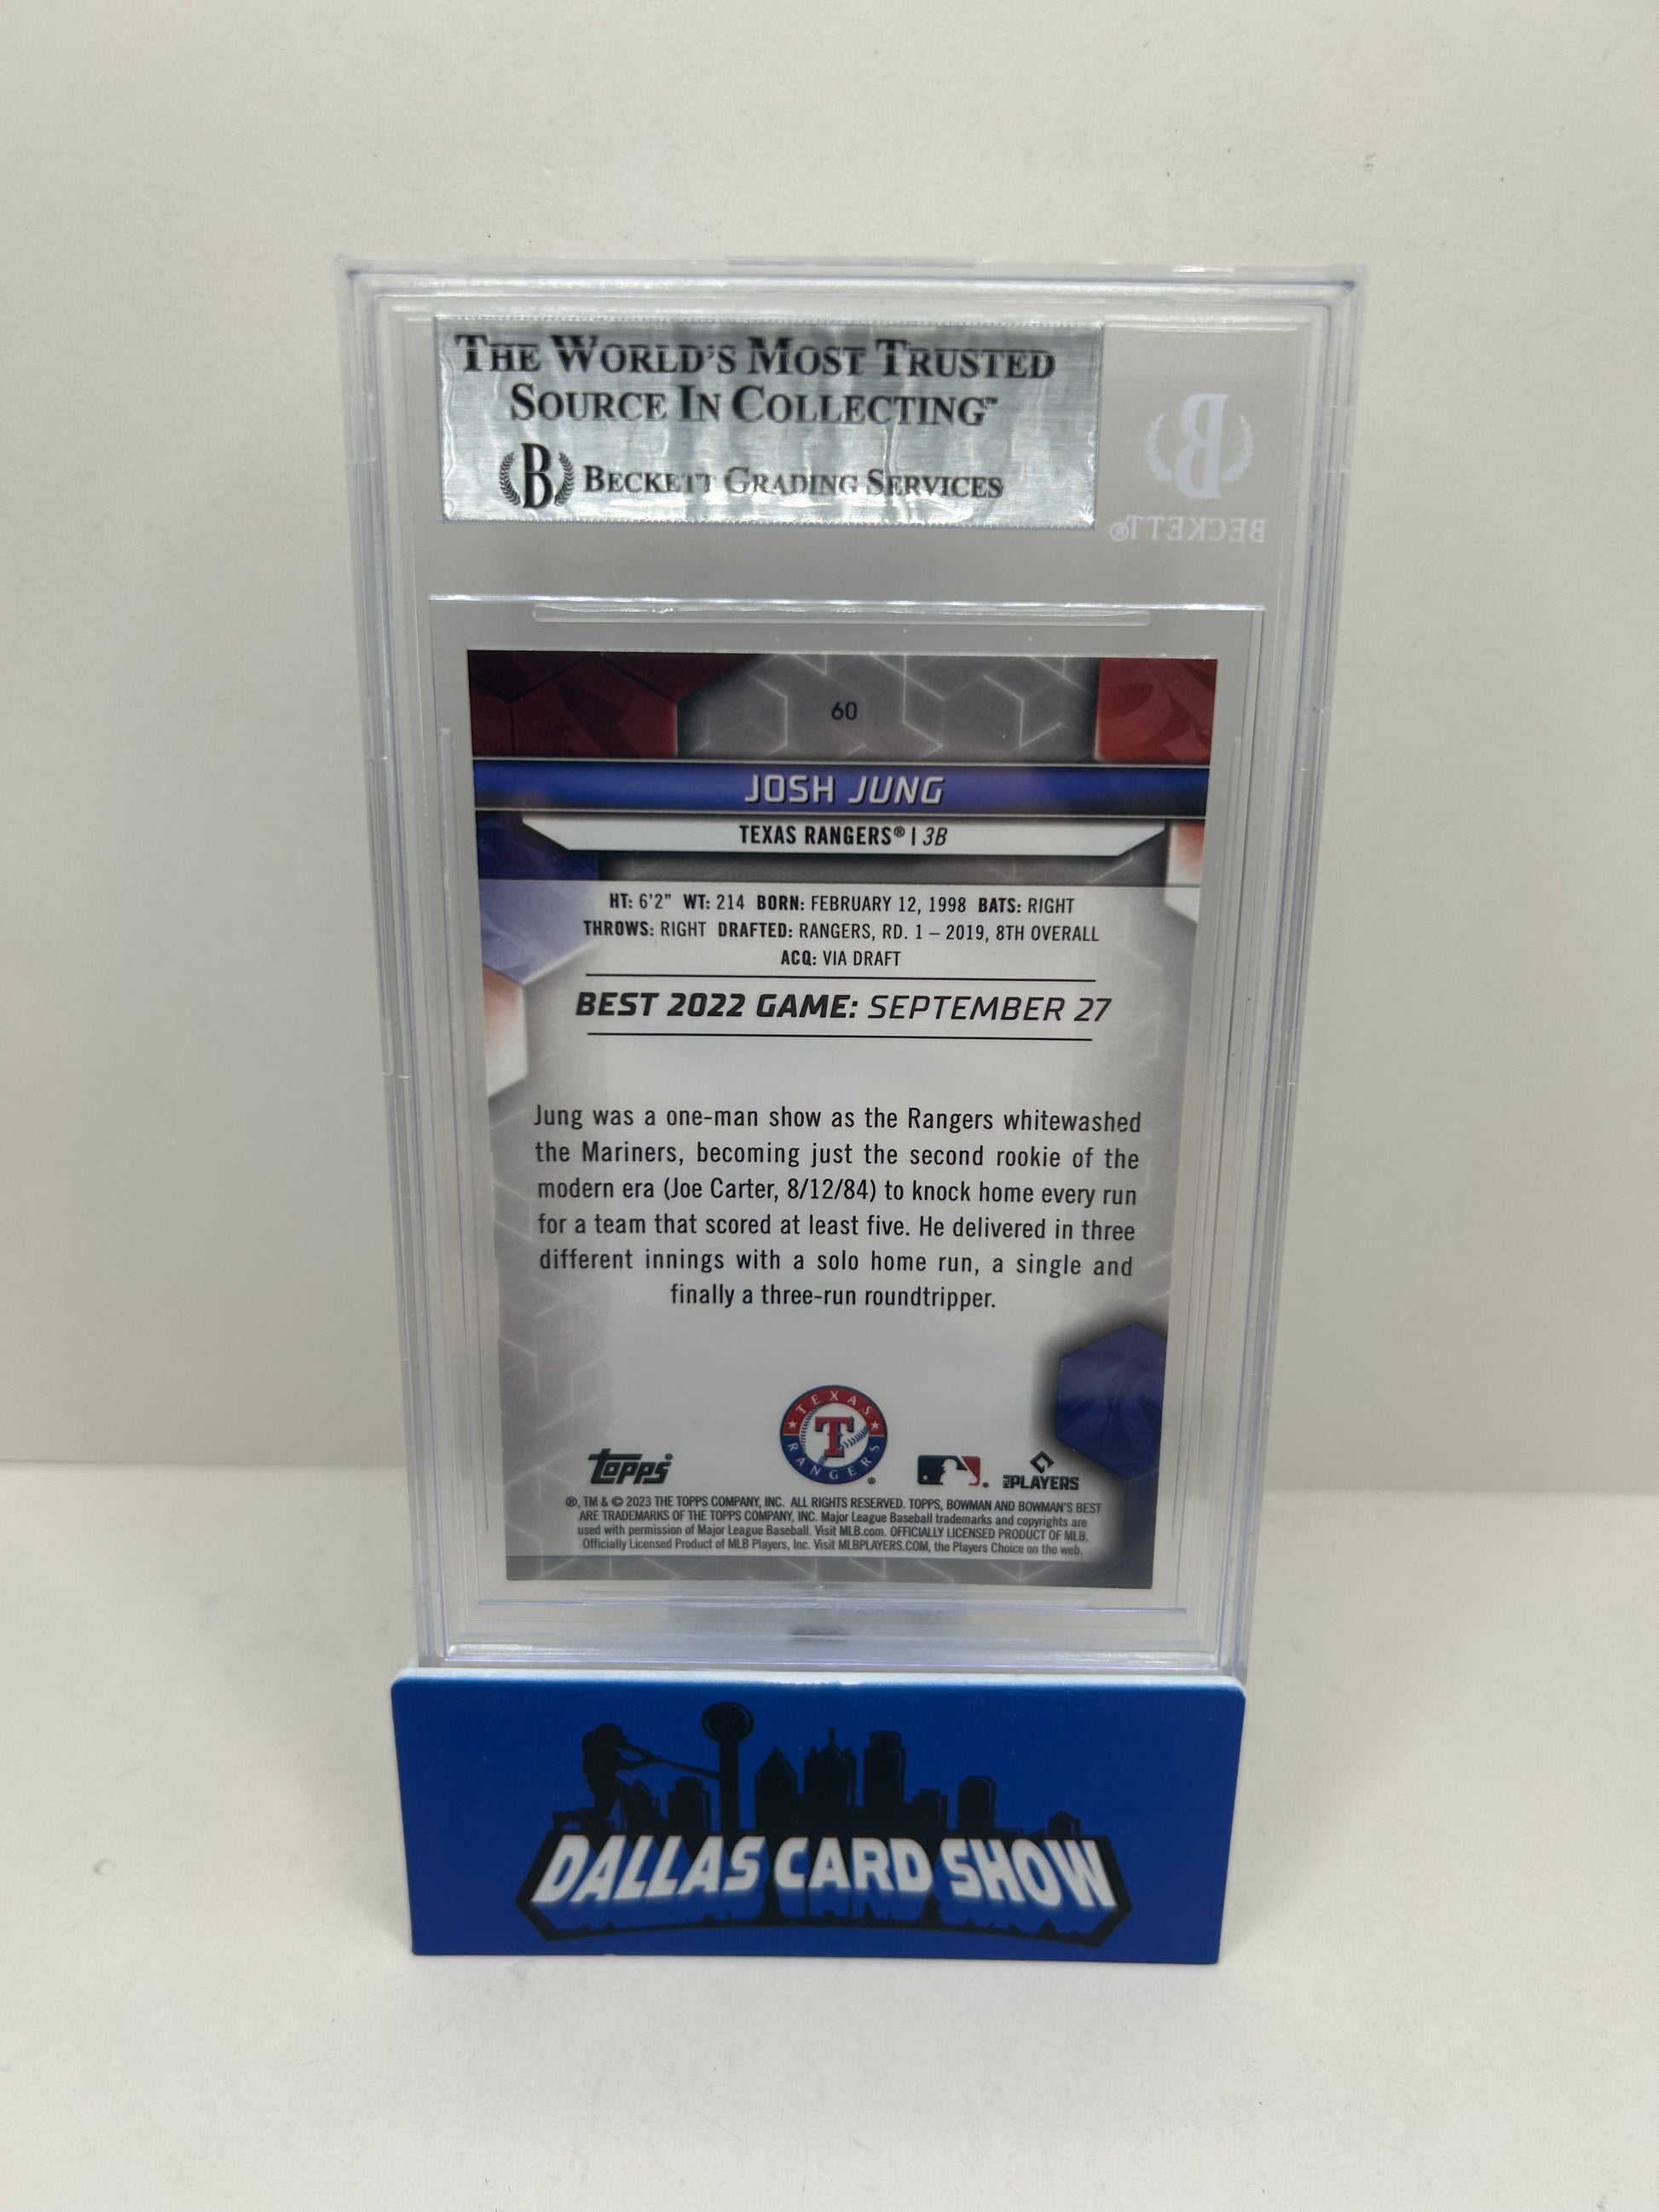 THE WORLD'S MOST TRUSTED
SOURCE IN COLLECTING™
B BECKETT GRADING SERVICES
B
BECKETT®
60
JOSH JUNG
TEXAS RANGERS® | 3B
HT: 6'2" WT: 214 BORN: FEBRUARY 12, 1998 BATS: RIGHT
THROWS: RIGHT DRAFTED: RANGERS, RD. 1 – 2019, 8TH OVERALL
ACQ: VIA DRAFT
BEST 2022 GAME: SEPTEMBER 27
Jung was a one-man show as the Rangers whitewashed
the Mariners, becoming just the second rookie of the
modern era (Joe Carter, 8/12/84) to knock home every run
for a team that scored at least five. He delivered in three
different innings with a solo home run, a single and
finally a three-run roundtripper.
TEXAS
T
RANGERS®
topps
MLB PLAYERS
®, TM & © 2023 THE TOPPS COMPANY, INC. ALL RIGHTS RESERVED. TOPPS, BOWMAN AND BOWMAN'S BEST
ARE TRADEMARKS OF THE TOPPS COMPANY, INC. Major League Baseball trademarks and copyrights are
used with permission of Major League Baseball. Visit MLB.com. OFFICIALLY LICENSED PRODUCT OF MLB.
Officially Licensed Product of MLB Players, Inc. Visit MLBPLAYERS.COM, the Players Choice on the web.
DALLAS CARD SHOW